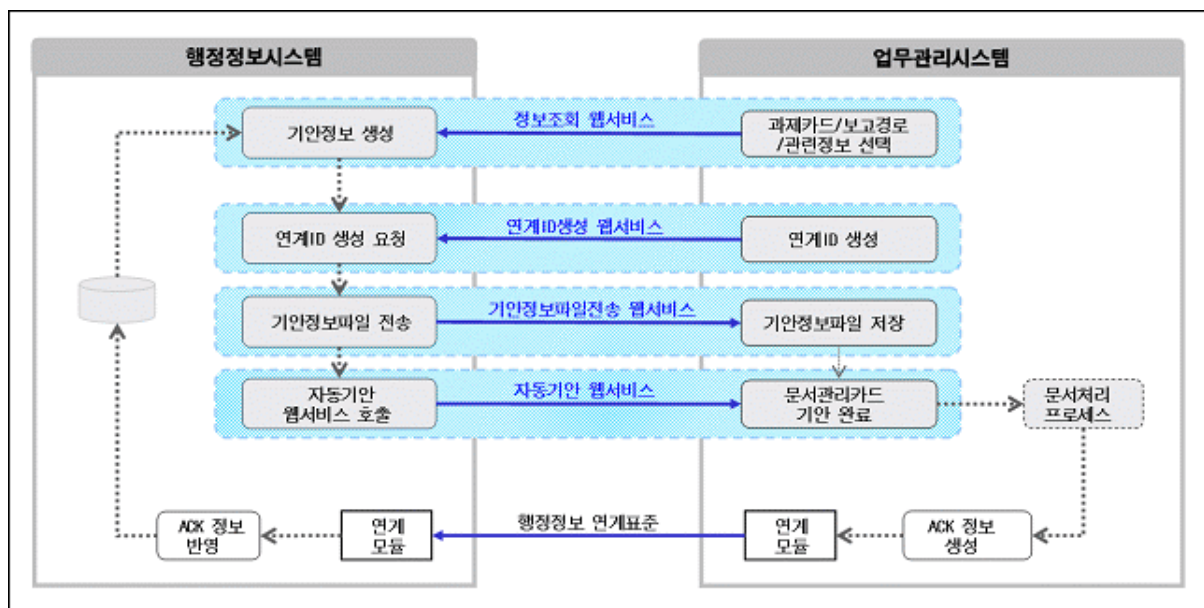 행정정보시스템
업무관리시스템
기안정보 생성
정보조회 웹서비스
과제카드/보고경로
/관련정보 선택
연계ID 생성 요청
연계ID생성 웹서비스
연계ID 생성
기안정보파일 전송
기안정보파일전송 웹서비스
기안정보파일 저장
자동기안
웹서비스 호출
자동기안 웹서비스
문서관리카드
기안 완료
문서처리
프로세스
ACK 정보
반영
연계
모듈
행정정보 연계표준
연계
모듈
ACK 정보
생성